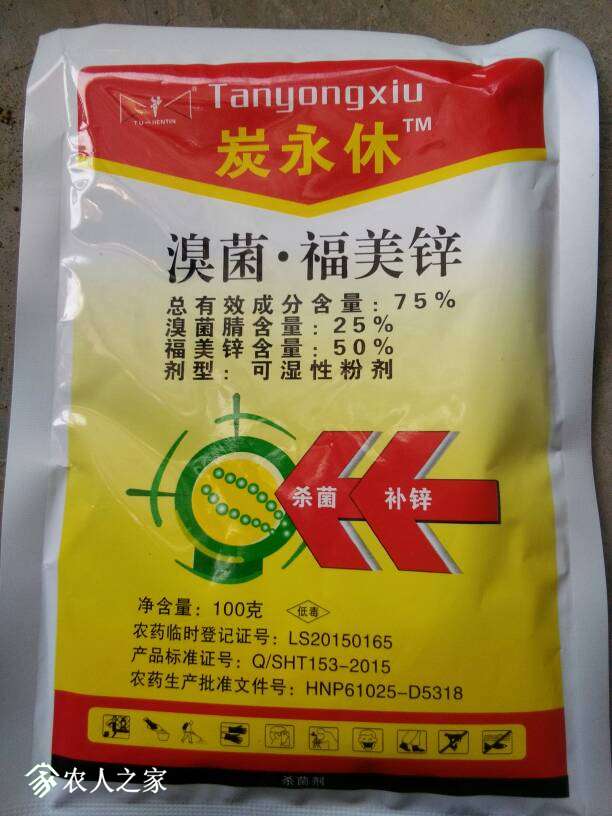 Tanyongxiu
炭永休™
溴菌·福美锌
总有效成分含量：75%
溴菌腈含量：25%
福美锌含量：50%
剂型：可湿性粉剂
杀菌 补锌
净含量：100克 低毒
农药临时登记证号：LS20150165
产品标准证号：Q/SHT153-2015
农药生产批准文件号：HNP61025-D5318
农人之家
杀菌剂